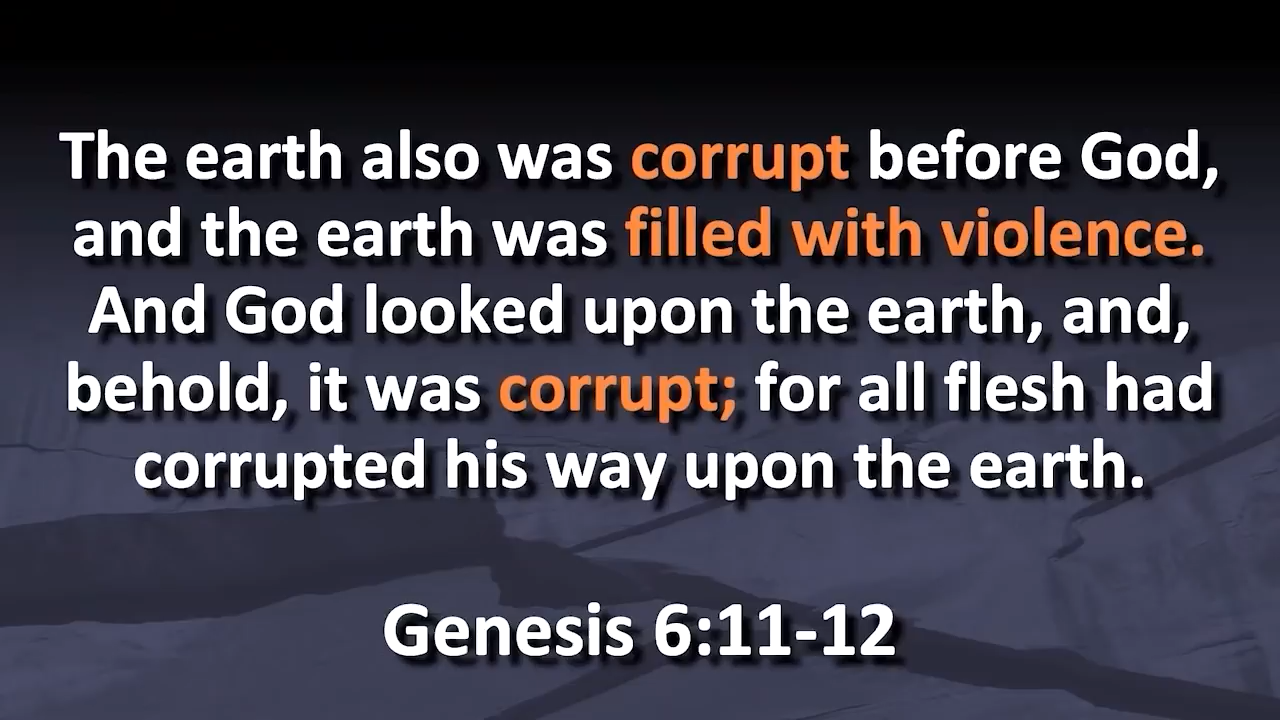 The earth also was corrupt before God,
and the earth was filled with violence.
And God looked upon the earth, and,
behold, it was corrupt; for all flesh had
corrupted his way upon the earth.
Genesis 6:11-12